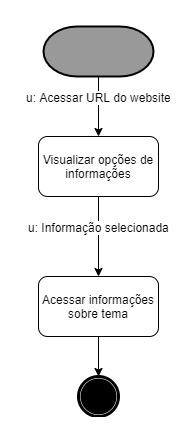 u: Acessar URL do website
Visualizar opções de
informações
u: Informação selecionada
Acessar informações
sobre tema